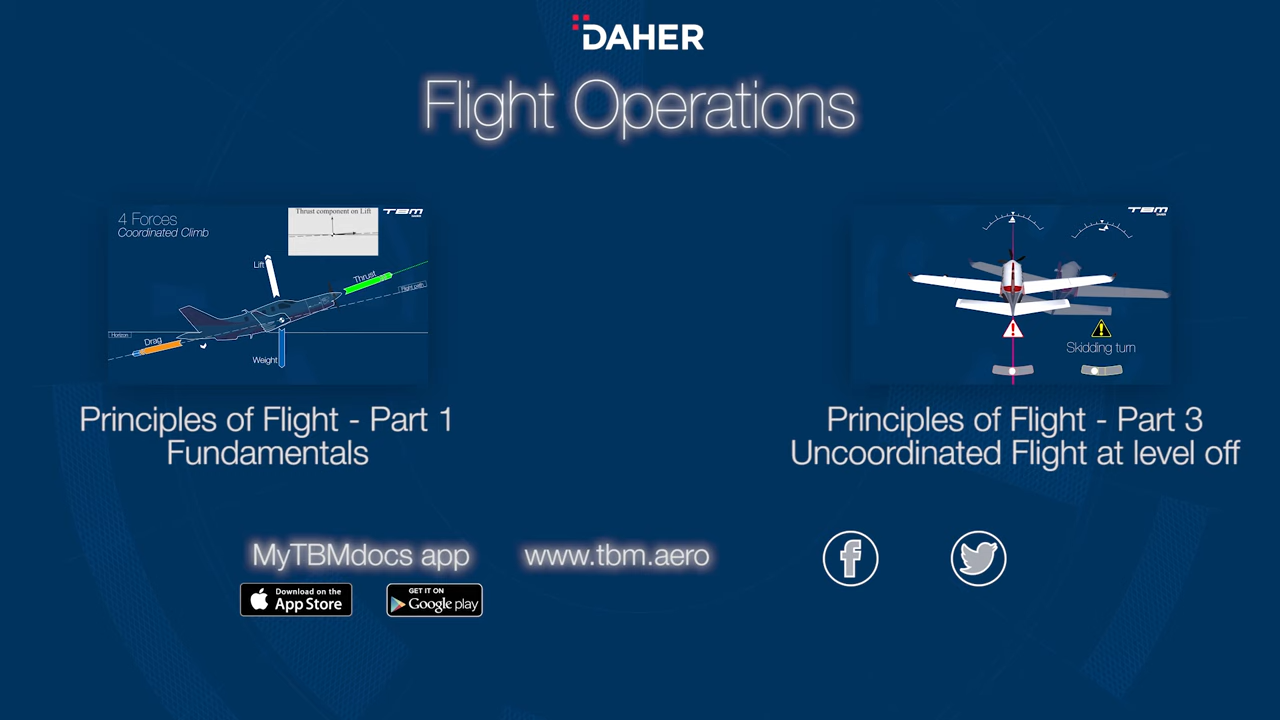 DAHER
Flight Operations
4 Forces
Coordinated Climb
TBM
DAHER
Thrust component on Lift
Lift
Thrust
Flight path
Horizon
Drag
Weight
TBM
DAHER
Skidding turn
Principles of Flight - Part 1
Fundamentals
Principles of Flight - Part 3
Uncoordinated Flight at level off
MyTBMdocs app
www.tbm.aero
Download on the
App Store
GET IT ON
Google play